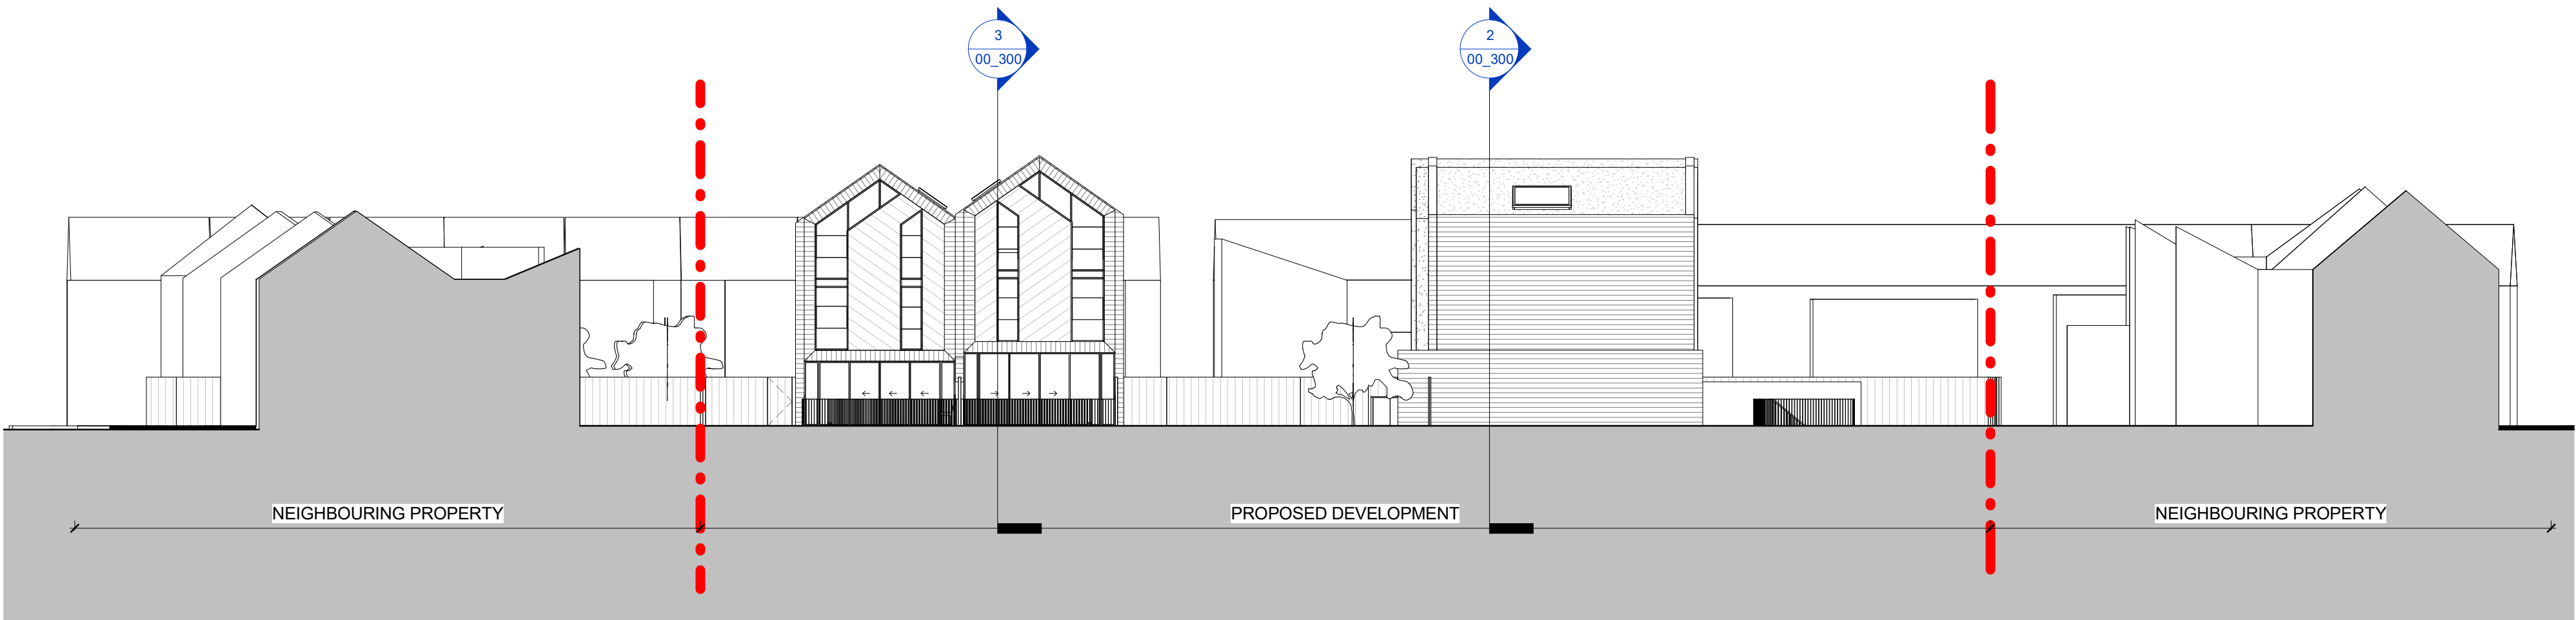 3
00_300
2
00_300
NEIGHBOURING PROPERTY
PROPOSED DEVELOPMENT
NEIGHBOURING PROPERTY